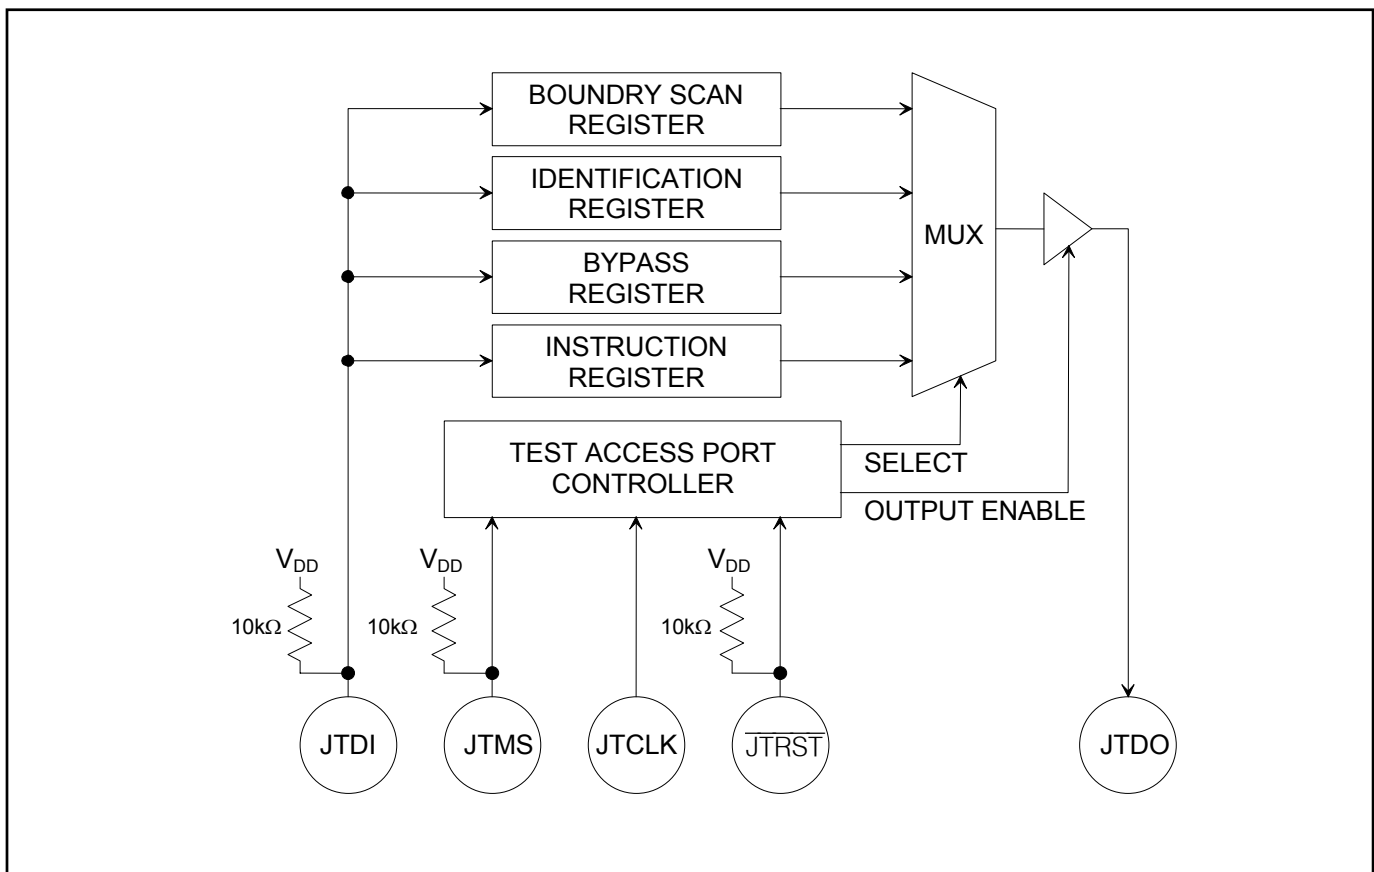 BOUNDRY SCAN
REGISTER
IDENTIFICATION
REGISTER
BYPASS
REGISTER
INSTRUCTION
REGISTER
MUX
TEST ACCESS PORT
CONTROLLER
SELECT
OUTPUT ENABLE
VDD
10kΩ
VDD
10kΩ
VDD
10kΩ
JTDI
JTMS
JTCLK
J̅T̅R̅S̅T̅
JTDO